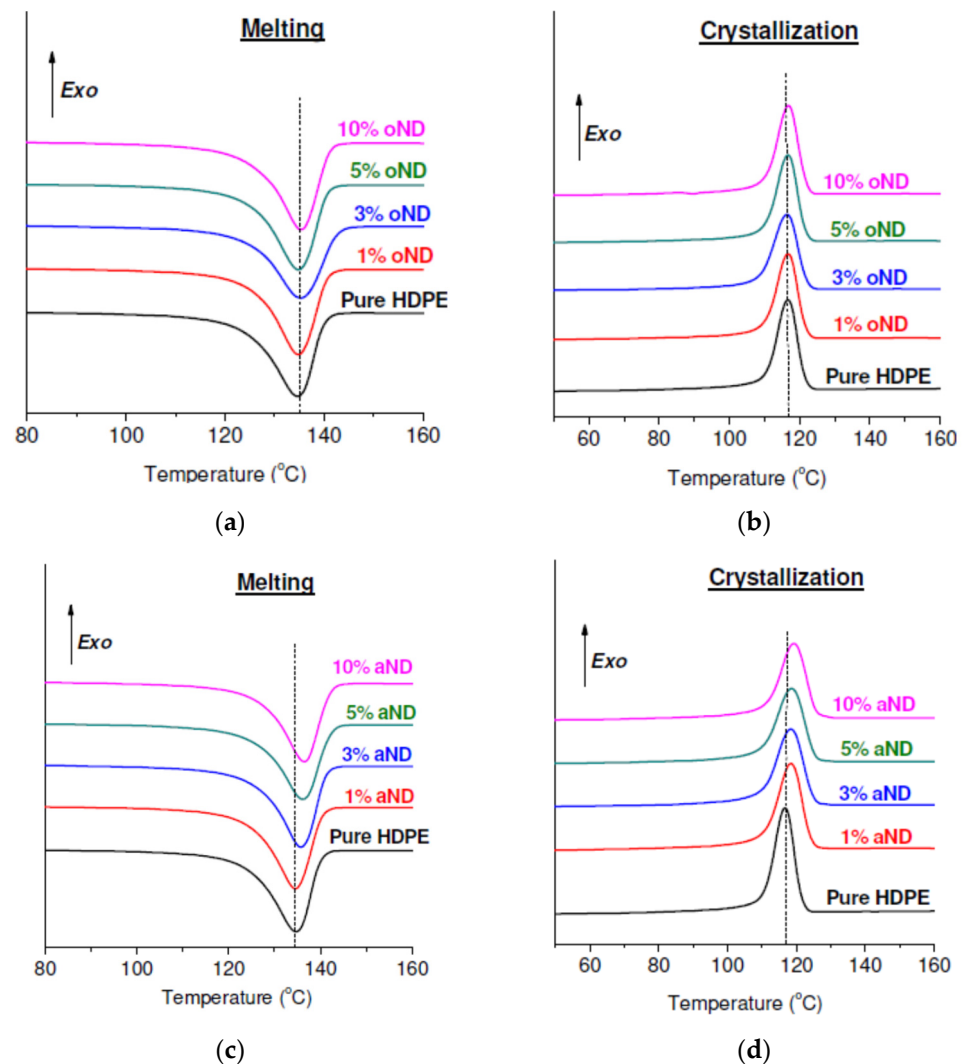 Melting
Exo
10% oND
5% oND
3% oND
1% oND
Pure HDPE
80 100 120 140 160
Temperature (°C)
(a)
Crystallization
Exo
10% oND
5% oND
3% oND
1% oND
Pure HDPE
60 80 100 120 140 160
Temperature (°C)
(b)
Melting
Exo
10% aND
5% aND
3% aND
1% aND
Pure HDPE
80 100 120 140 160
Temperature (°C)
(c)
Crystallization
Exo
10% aND
5% aND
3% aND
1% aND
Pure HDPE
60 80 100 120 140 160
Temperature (°C)
(d)